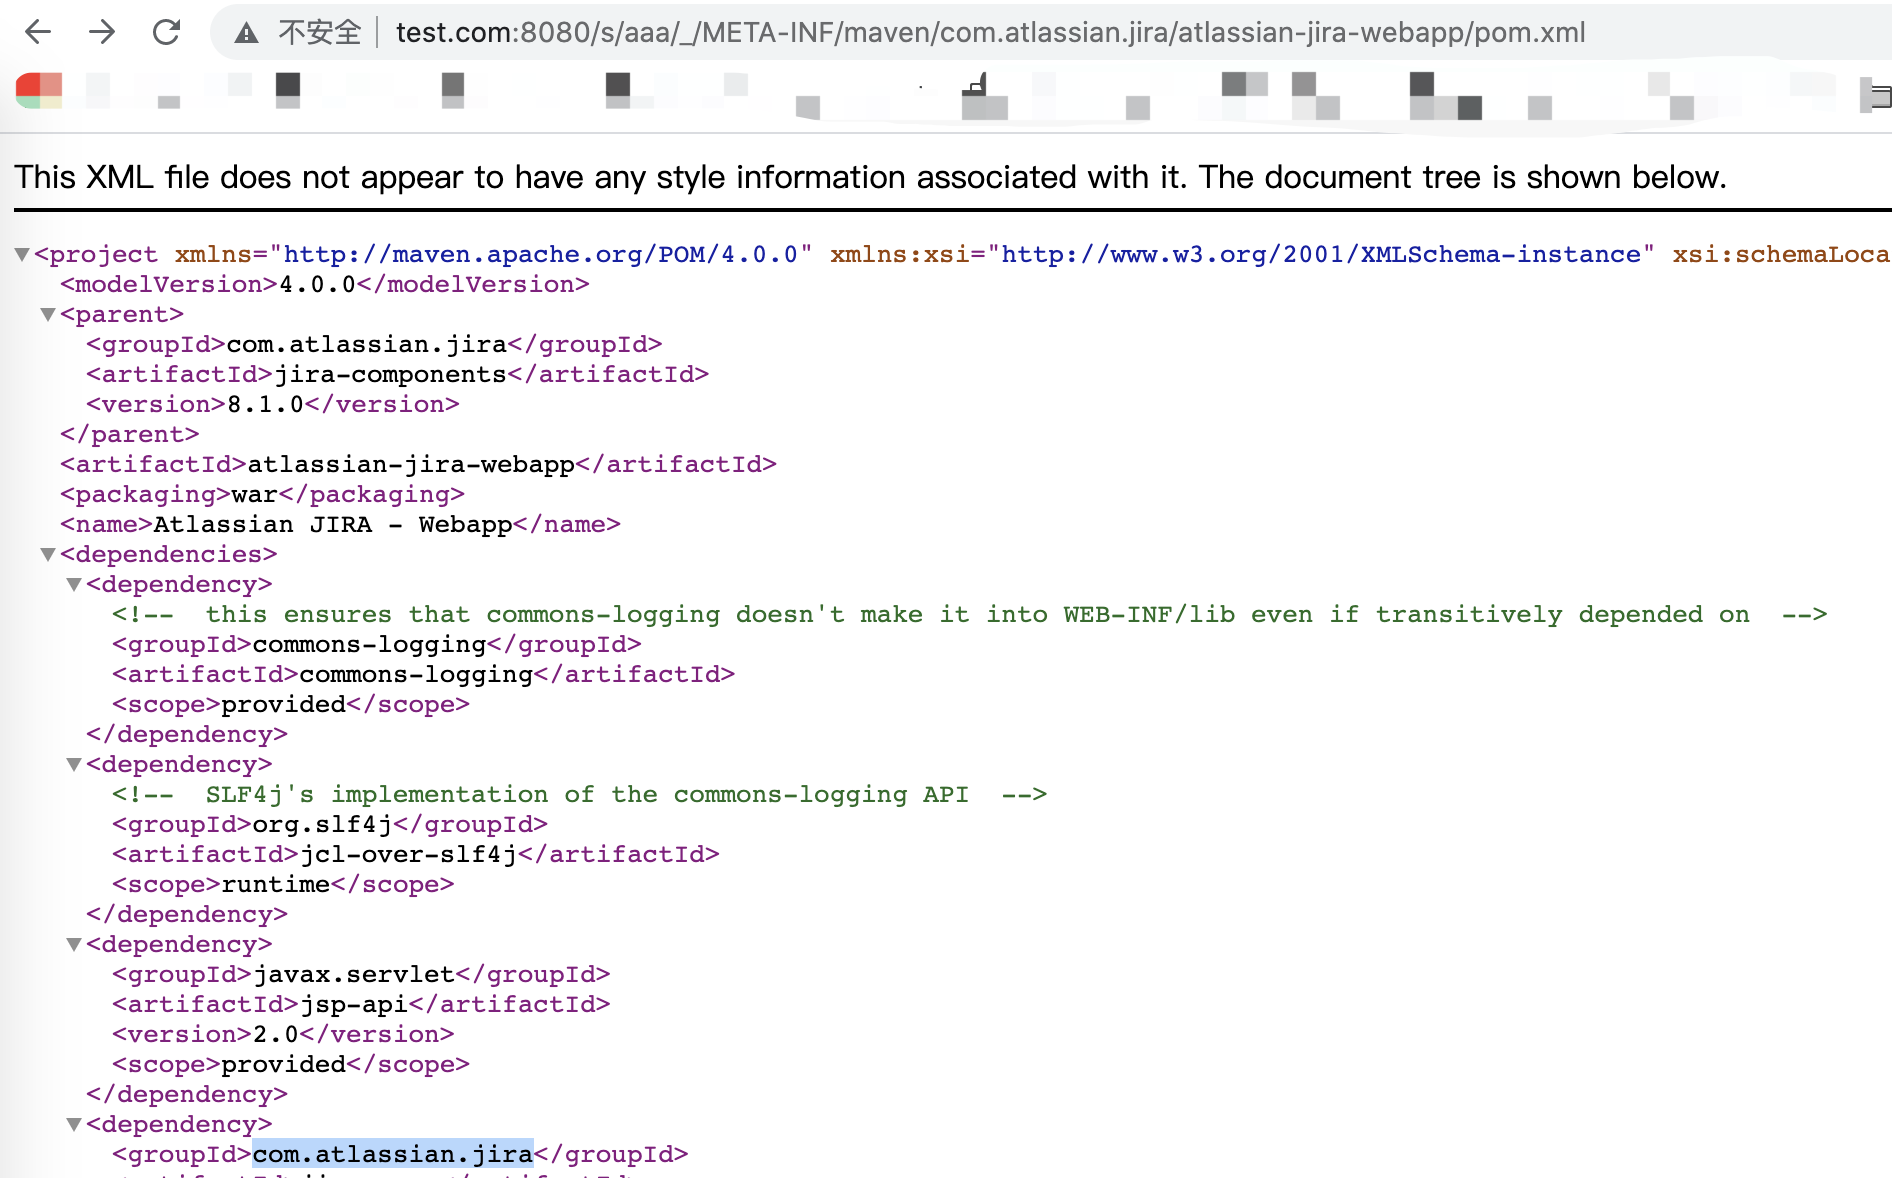 不安全 test.com:8080/s/aaa/_/META-INF/maven/com.atlassian.jira/atlassian-jira-webapp/pom.xml
This XML file does not appear to have any style information associated with it. The document tree is shown below.
▼<project xmlns="http://maven.apache.org/POM/4.0.0" xmlns:xsi="http://www.w3.org/2001/XMLSchema-instance" xsi:schemaLoca
<modelVersion>4.0.0</modelVersion>
▼<parent>
<groupId>com.atlassian.jira</groupId>
<artifactId>jira-components</artifactId>
<version>8.1.0</version>
</parent>
<artifactId>atlassian-jira-webapp</artifactId>
<packaging>war</packaging>
<name>Atlassian JIRA - Webapp</name>
▼<dependencies>
▼<dependency>
<!-- this ensures that commons-logging doesn't make it into WEB-INF/lib even if transitively depended on -->
<groupId>commons-logging</groupId>
<artifactId>commons-logging</artifactId>
<scope>provided</scope>
</dependency>
▼<dependency>
<!-- SLF4j's implementation of the commons-logging API -->
<groupId>org.slf4j</groupId>
<artifactId>jcl-over-slf4j</artifactId>
<scope>runtime</scope>
</dependency>
▼<dependency>
<groupId>javax.servlet</groupId>
<artifactId>jsp-api</artifactId>
<version>2.0</version>
<scope>provided</scope>
</dependency>
▼<dependency>
<groupId>com.atlassian.jira</groupId>